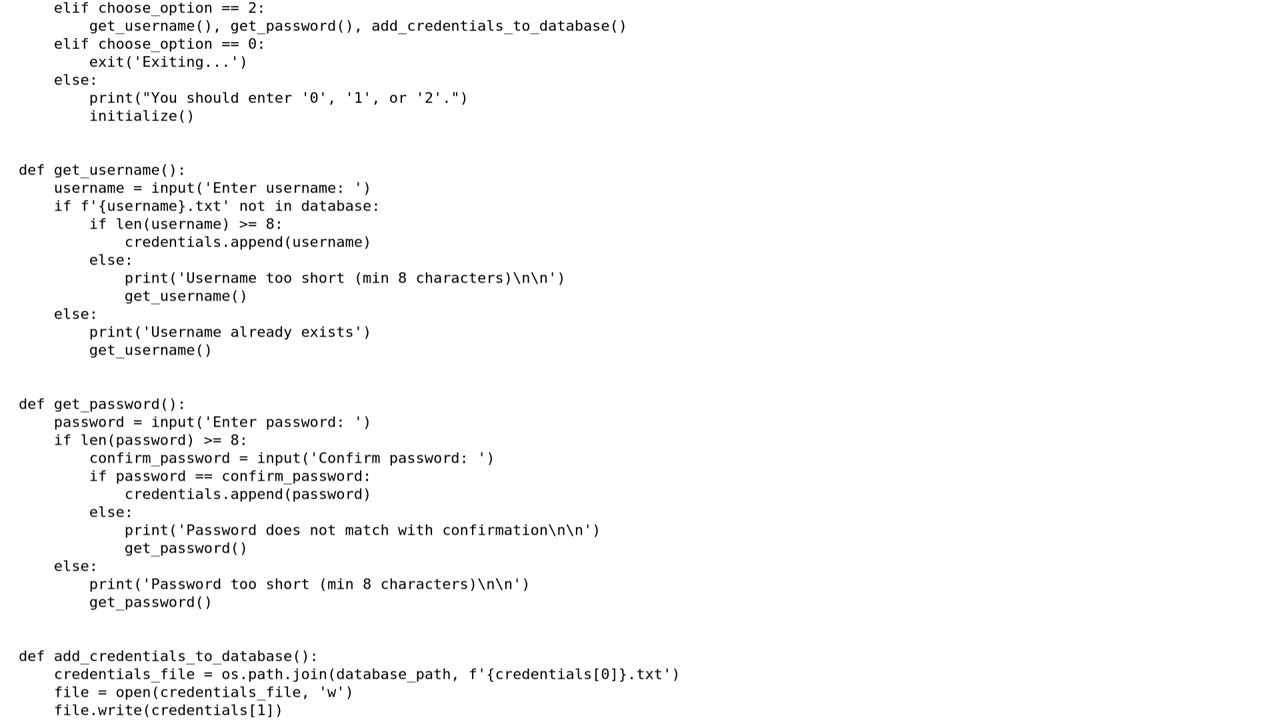 elif choose_option == 2:
        get_username(), get_password(), add_credentials_to_database()
    elif choose_option == 0:
        exit('Exiting...')
    else:
        print("You should enter '0', '1', or '2'.")
        initialize()


def get_username():
    username = input('Enter username: ')
    if f'{username}.txt' not in database:
        if len(username) >= 8:
            credentials.append(username)
        else:
            print('Username too short (min 8 characters)\n\n')
            get_username()
    else:
        print('Username already exists')
        get_username()


def get_password():
    password = input('Enter password: ')
    if len(password) >= 8:
        confirm_password = input('Confirm password: ')
        if password == confirm_password:
            credentials.append(password)
        else:
            print('Password does not match with confirmation\n\n')
            get_password()
    else:
        print('Password too short (min 8 characters)\n\n')
        get_password()


def add_credentials_to_database():
    credentials_file = os.path.join(database_path, f'{credentials[0]}.txt')
    file = open(credentials_file, 'w')
    file.write(credentials[1])